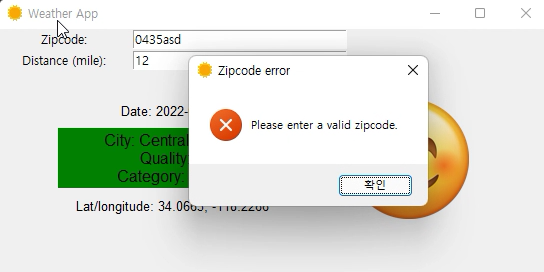 Weather App
Zipcode:
0435asd
Distance (mile):
12
Zipcode error
Please enter a valid zipcode.
확인
Date: 2022-
City: Central
Quality
Category:
Lat/longitude: 34.0663, -118.2266